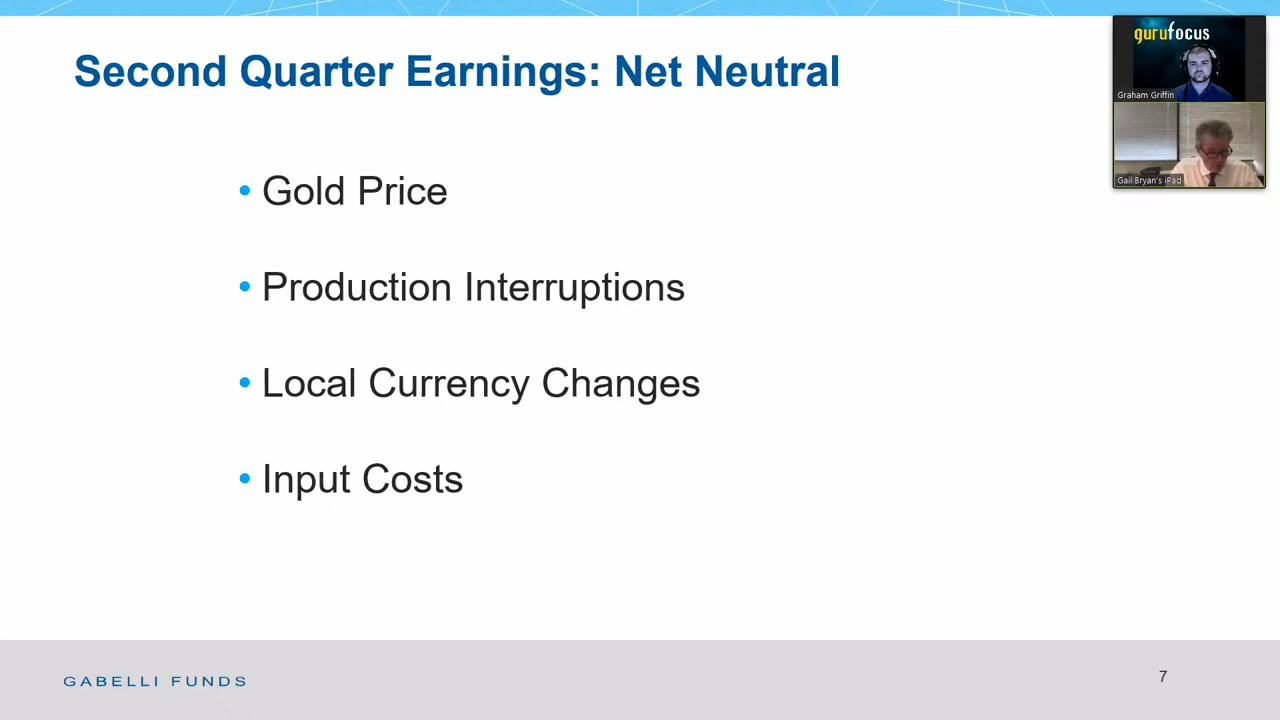 Second Quarter Earnings: Net Neutral
gurufocus
Graham Griffin
Gail Bryan's iPad
• Gold Price
• Production Interruptions
• Local Currency Changes
• Input Costs
GABELLI FUNDS
7